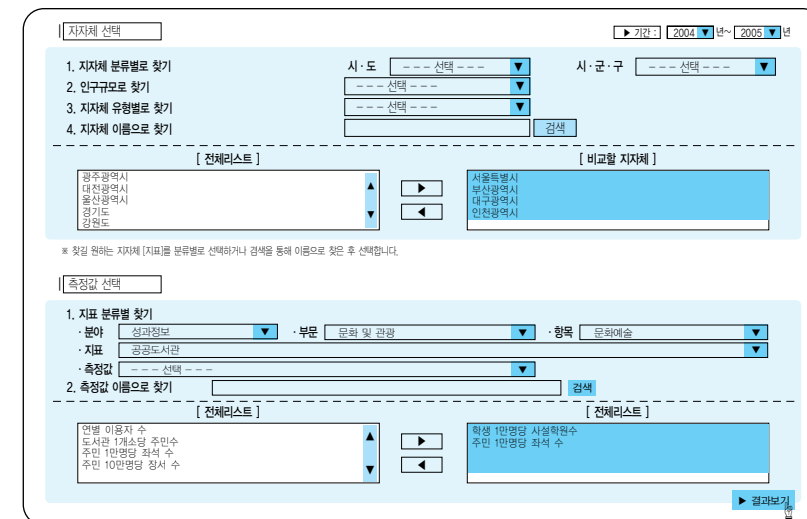 자자체 선택
▶ 기간 : 2004 ▼ 년~ 2005 ▼ 년
1. 지자체 분류별로 찾기 시·도 - - - 선택 - - - ▼ 시·군·구 - - - 선택 - - - ▼
2. 인구규모로 찾기 - - - 선택 - - - ▼
3. 지자체 유형별로 찾기 - - - 선택 - - - ▼
4. 지자체 이름으로 찾기 검색
[ 전체리스트 ] [ 비교할 지자체 ]
광주광역시
대전광역시
울산광역시
경기도
강원도
▲
▼
▶
◀
서울특별시
부산광역시
대구광역시
인천광역시
※ 찾길 원하는 지자체 [지표]를 분류별로 선택하거나 검색을 통해 이름으로 찾은 후 선택합니다.
측정값 선택
1. 지표 분류별 찾기
· 분야 성과정보 ▼ · 부문 문화 및 관광 ▼ · 항목 문화예술 ▼
· 지표 공공도서관 ▼
· 측정값 - - - 선택 - - - ▼
2. 측정값 이름으로 찾기 검색
[ 전체리스트 ] [ 전체리스트 ]
연별 이용자 수
도서관 1개소당 주민수
주민 1만명당 좌석 수
주민 10만명당 장서 수
▲
▼
▶
◀
학생 1만명당 사설학원수
주민 1만명당 좌석 수
▶ 결과보기